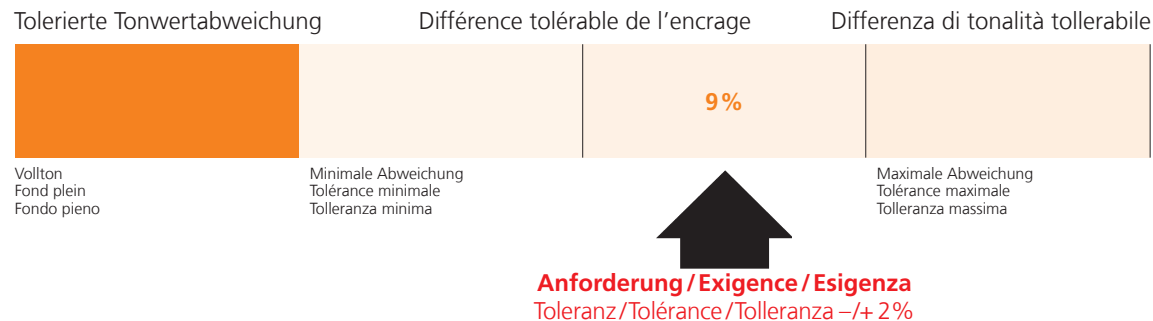 Tolerierte Tonwertabweichung
Différence tolérable de l’encrage
Differenza di tonalità tollerabile
9 %
Vollton
Fond plein
Fondo pieno
Minimale Abweichung
Tolérance minimale
Tolleranza minima
Maximale Abweichung
Tolérance maximale
Tolleranza massima
Anforderung / Exigence / Esigenza
Toleranz / Tolérance / Tolleranza –/+ 2 %